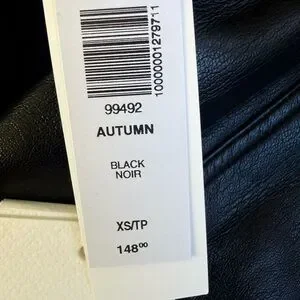 10000001279711
99492
AUTUMN
BLACK
NOIR
XS/TP
148⁰⁰